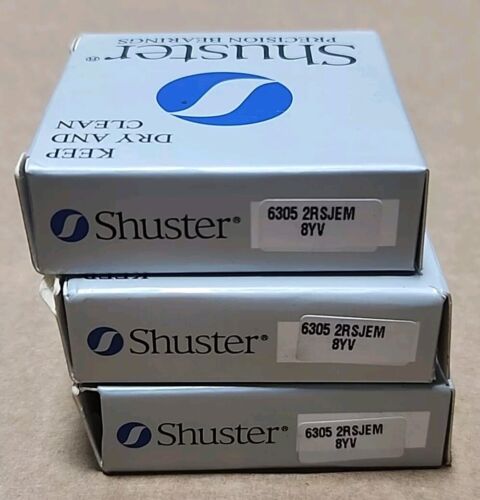 Shuster®
PRECISION BEARINGS
KEEP
DRY AND
CLEAN
Shuster®
6305 2RSJEM
8YV
Shuster®
6305 2RSJEM
8YV
Shuster®
6305 2RSJEM
8YV